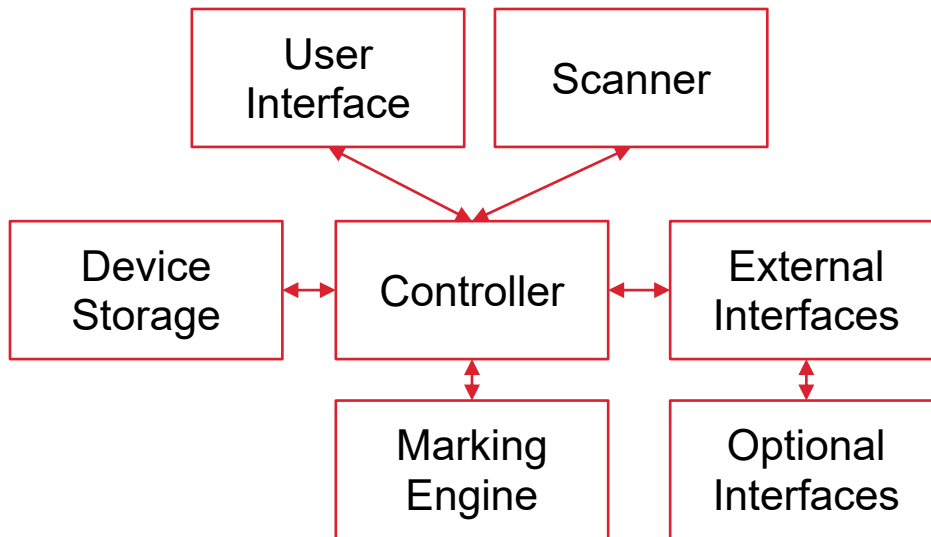 User
Interface
Scanner
Device
Storage
Controller
External
Interfaces
Marking
Engine
Optional
Interfaces